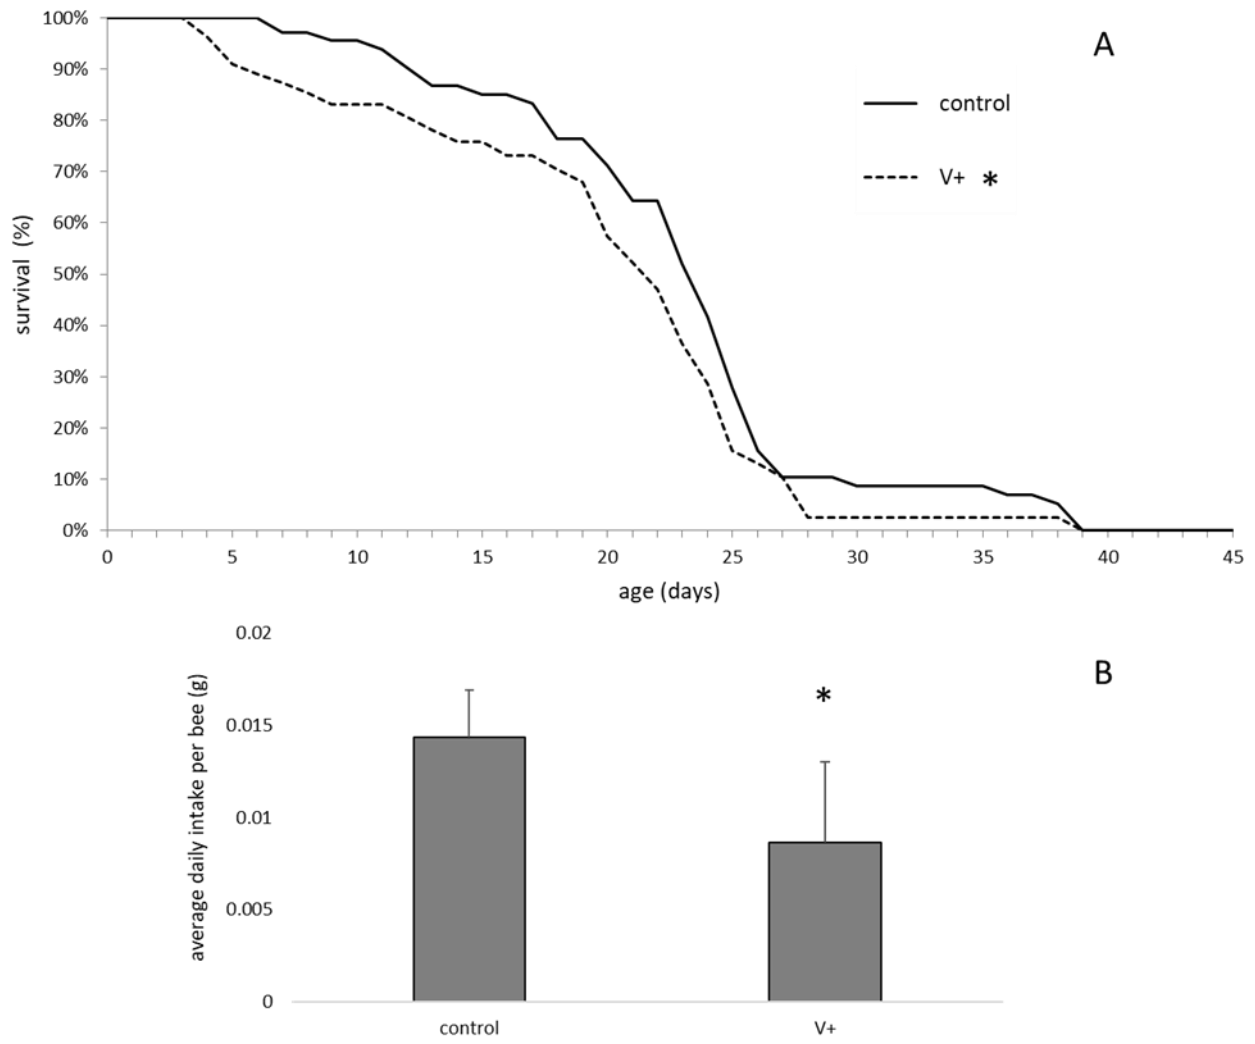 100%
A
90%
control
80%
V+ *
70%
60%
survival (%)
50%
40%
30%
20%
10%
0%
0 5 10 15 20 25 30 35 40 45
age (days)
0.02
B
average daily intake per bee (g)
*
0.015
0.01
0.005
0
control V+